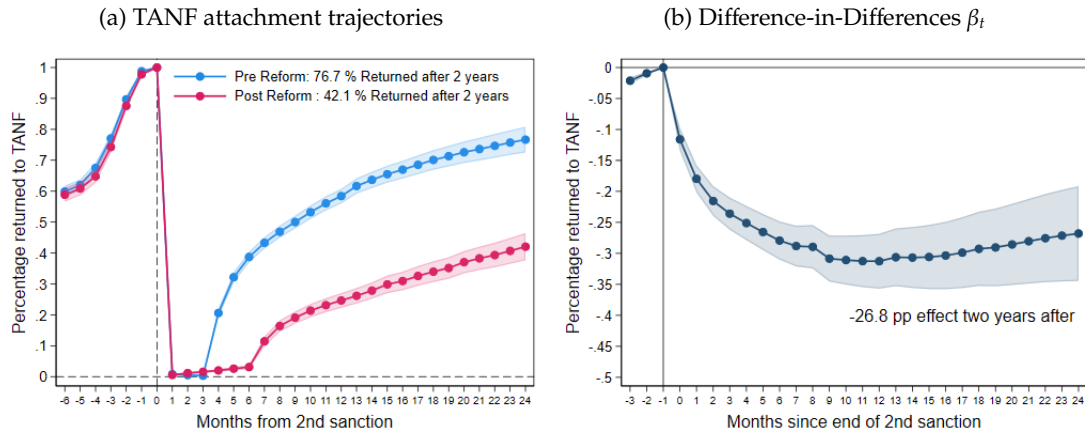 (a) TANF attachment trajectories
Percentage returned to TANF
1
.9
.8
.7
.6
.5
.4
.3
.2
.1
0
Pre Reform: 76.7 % Returned after 2 years
Post Reform : 42.1 % Returned after 2 years
-6 -5 -4 -3 -2 -1 0 1 2 3 4 5 6 7 8 9 10 11 12 13 14 15 16 17 18 19 20 21 22 23 24
Months from 2nd sanction
(b) Difference-in-Differences βt
Percentage returned to TANF
0
-.05
-.1
-.15
-.2
-.25
-.3
-.35
-.4
-.45
-.5
-26.8 pp effect two years after
-3 -2 -1 0 1 2 3 4 5 6 7 8 9 10 11 12 13 14 15 16 17 18 19 20 21 22 23 24
Months since end of 2nd sanction